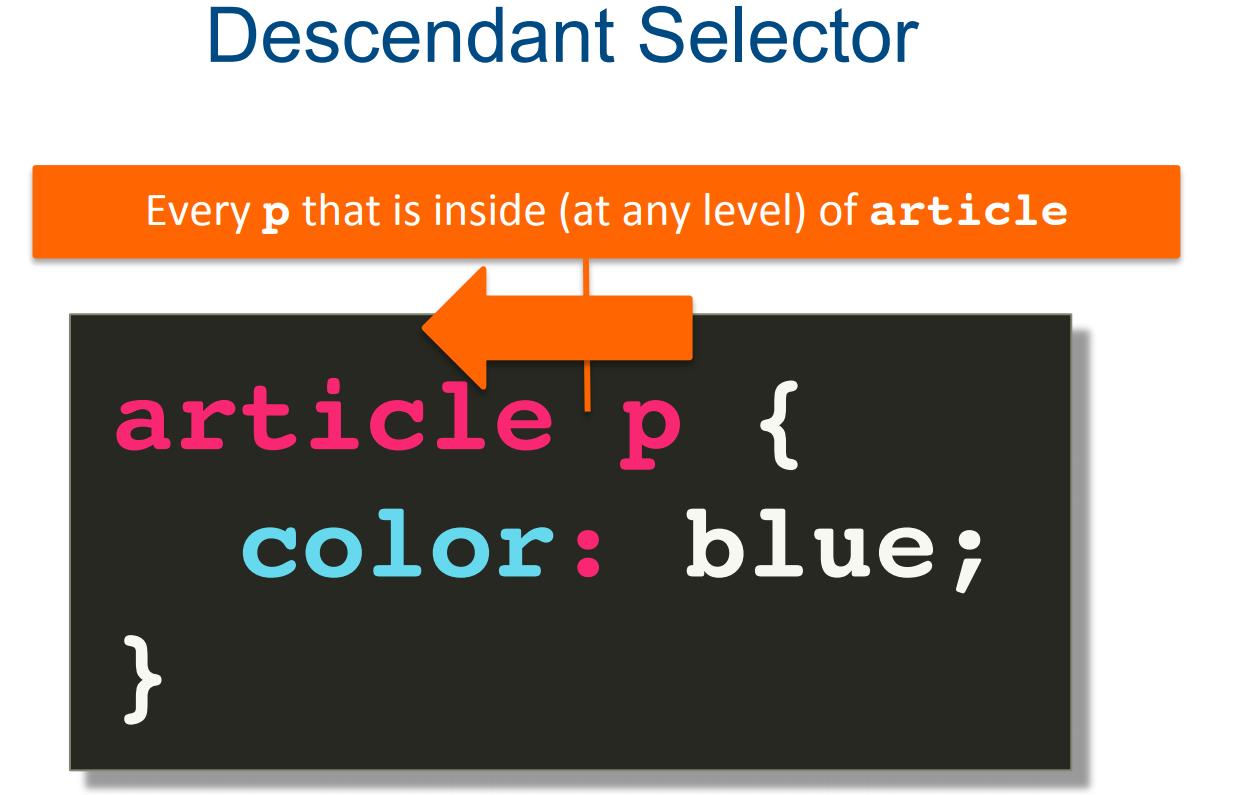 Descendant Selector
Every p that is inside (at any level) of article
article p {
color: blue;
}